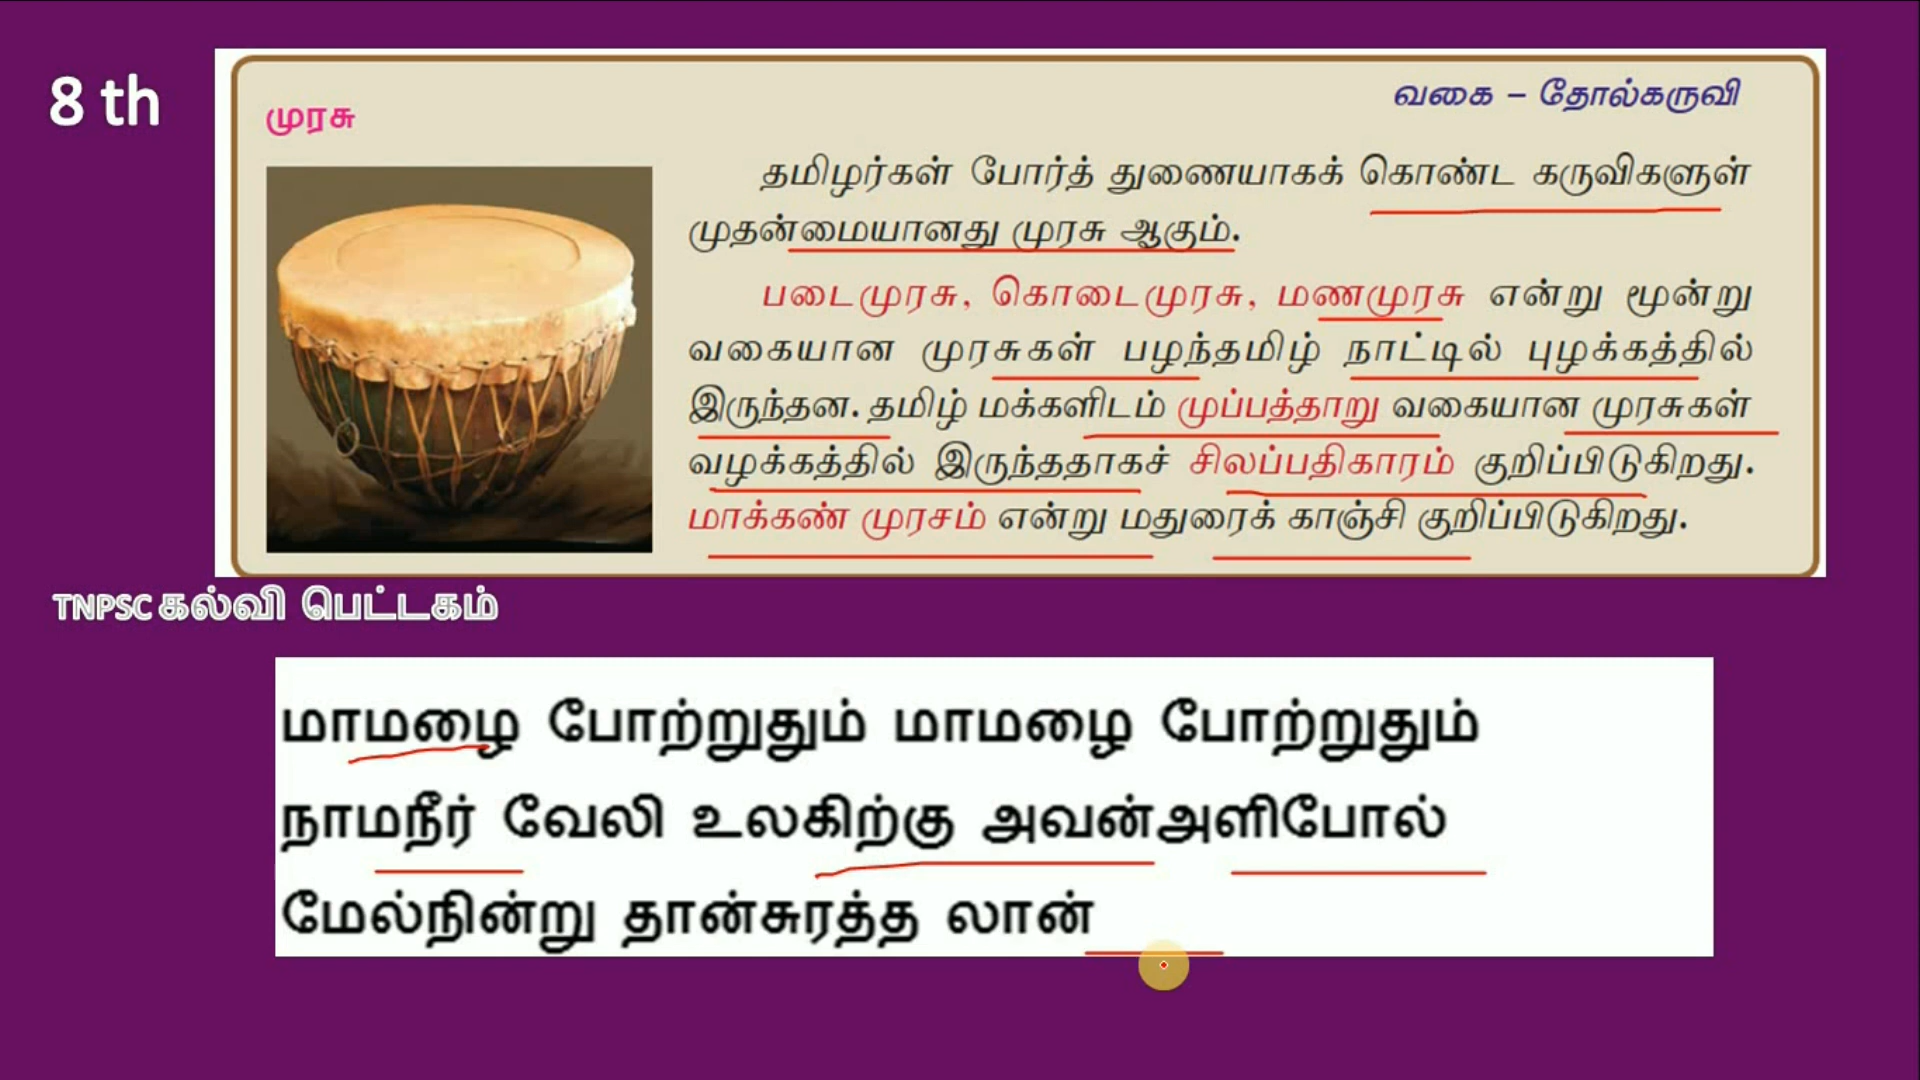 8 th
முரசு
வகை – தோல்கருவி
தமிழர்கள் போர்த் துணையாகக் கொண்ட கருவிகளுள்
முதன்மையானது முரசு ஆகும்.
படைமுரசு, கொடைமுரசு, மணமுரசு என்று மூன்று
வகையான முரசுகள் பழந்தமிழ் நாட்டில் புழக்கத்தில்
இருந்தன. தமிழ் மக்களிடம் முப்பத்தாறு வகையான முரசுகள்
வழக்கத்தில் இருந்ததாகச் சிலப்பதிகாரம் குறிப்பிடுகிறது.
மாக்கண் முரசம் என்று மதுரைக் காஞ்சி குறிப்பிடுகிறது.
TNPSC கல்வி பெட்டகம்
மாமழை போற்றுதும் மாமழை போற்றுதும்
நாமநீர் வேலி உலகிற்கு அவன்அளிபோல்
மேல்நின்று தான்சுரத்த லான்